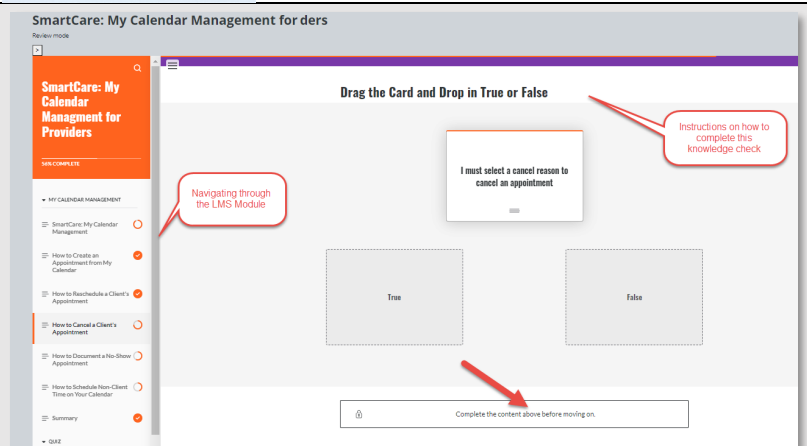 SmartCare: My Calendar Management for ders
Review mode
>
SmartCare: My
Calendar
Managment for
Providers
56% COMPLETE
MY CALENDAR MANAGEMENT
SmartCare: My Calendar
Management
How to Create an
Appointment from My
Calendar
How to Reschedule a Client's
Appointment
How to Cancel a Client's
Appointment
How to Document a No-Show
Appointment
How to Schedule Non-Client
Time on Your Calendar
Summary
QUIZ
Navigating through
the LMS Module
Drag the Card and Drop in True or False
Instructions on how to
complete this
knowledge check
I must select a cancel reason to
cancel an appointment
True
False
Complete the content above before moving on.